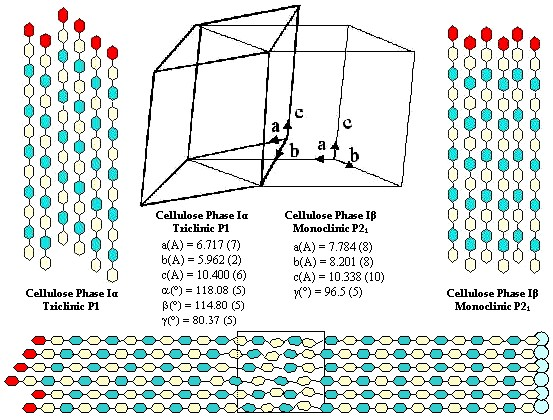 c
a
b
c
a
b
Cellulose Phase Iα
Triclinic P1
a(A) = 6.717 (7)
b(A) = 5.962 (2)
c(A) = 10.400 (6)
α(°) = 118.08 (5)
β(°) = 114.80 (5)
γ(°) = 80.37 (5)
Cellulose Phase Iβ
Monoclinic P2₁
a(A) = 7.784 (8)
b(A) = 8.201 (8)
c(A) = 10.338 (10)
γ(°) = 96.5 (5)
Cellulose Phase Iα
Triclinic P1
Cellulose Phase Iβ
Monoclinic P2₁